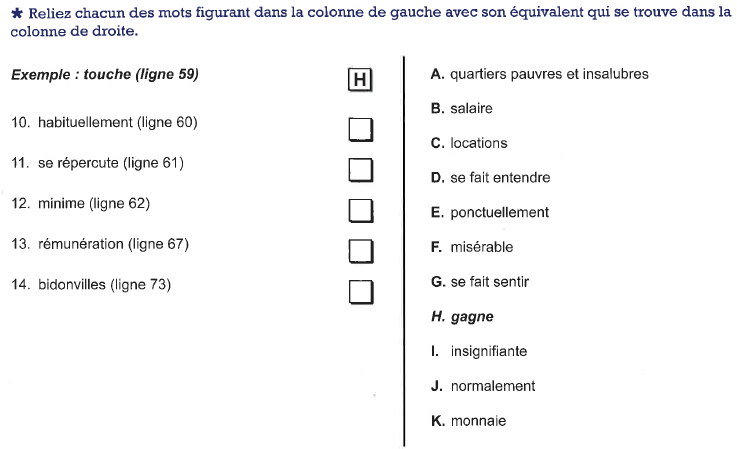 ★ Reliez chacun des mots figurant dans la colonne de gauche avec son équivalent qui se trouve dans la
colonne de droite.
Exemple : touche (ligne 59) H
10. habituellement (ligne 60)
11. se répercute (ligne 61)
12. minime (ligne 62)
13. rémunération (ligne 67)
14. bidonvilles (ligne 73)
A. quartiers pauvres et insalubres
B. salaire
C. locations
D. se fait entendre
E. ponctuellement
F. misérable
G. se fait sentir
H. gagne
I. insignifiante
J. normalement
K. monnaie